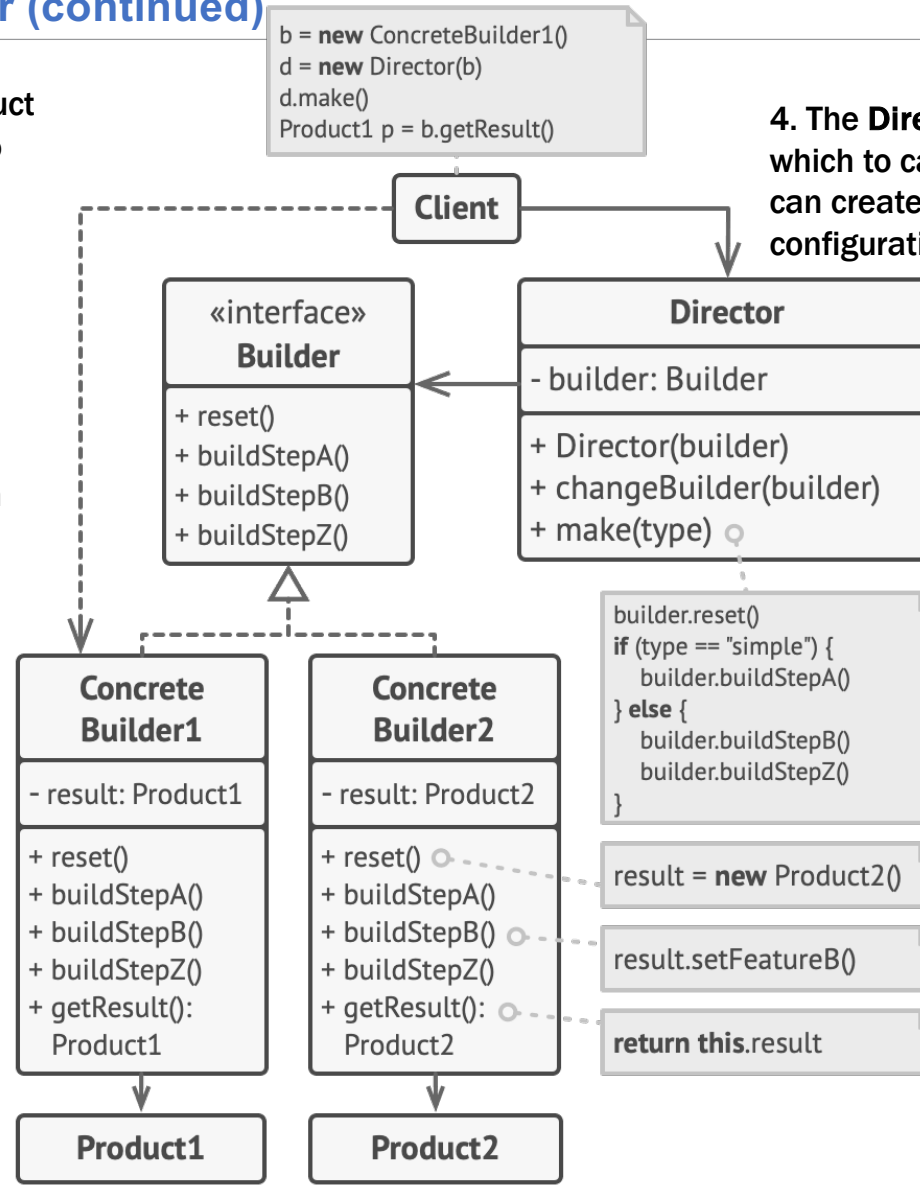 r (continued)
b = new ConcreteBuilder1()
d = new Director(b)
d.make()
Product1 p = b.getResult()
uct
4. The Dire
which to ca
can create
configurati
Client
«interface»
Builder
+ reset()
+ buildStepA()
+ buildStepB()
+ buildStepZ()
Director
- builder: Builder
+ Director(builder)
+ changeBuilder(builder)
+ make(type)
builder.reset()
if (type == "simple") {
builder.buildStepA()
} else {
builder.buildStepB()
builder.buildStepZ()
}
Concrete
Builder1
- result: Product1
+ reset()
+ buildStepA()
+ buildStepB()
+ buildStepZ()
+ getResult():
Product1
Concrete
Builder2
- result: Product2
+ reset()
+ buildStepA()
+ buildStepB()
+ buildStepZ()
+ getResult():
Product2
result = new Product2()
result.setFeatureB()
return this.result
Product1
Product2